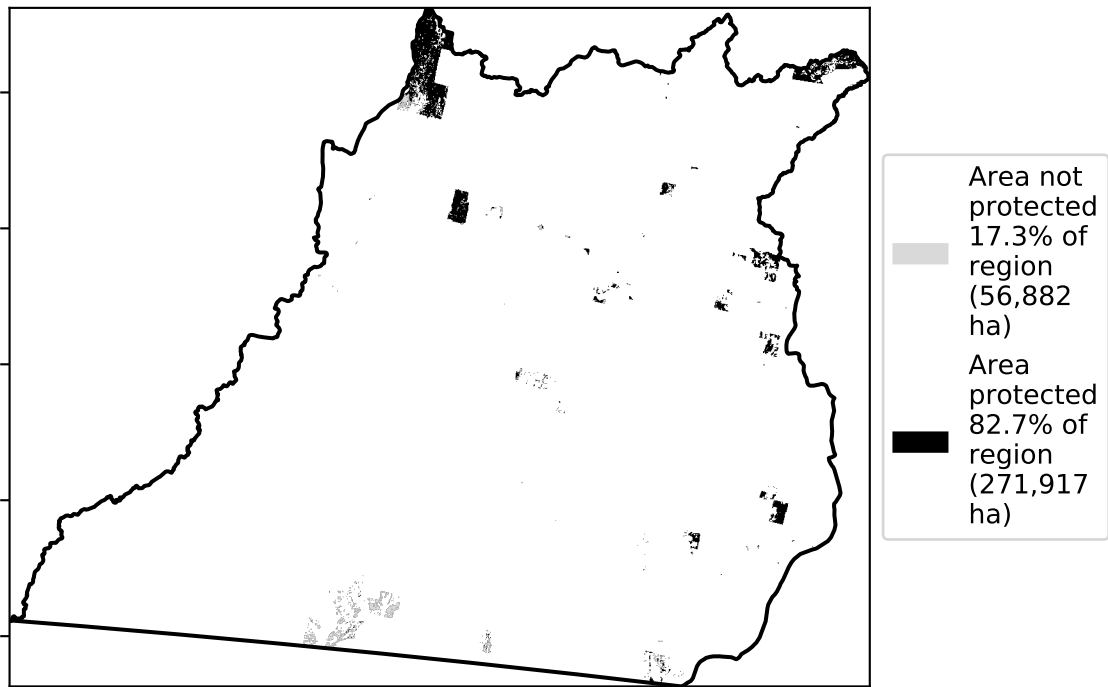 Area not
protected
17.3% of
region
(56,882
ha)
Area
protected
82.7% of
region
(271,917
ha)